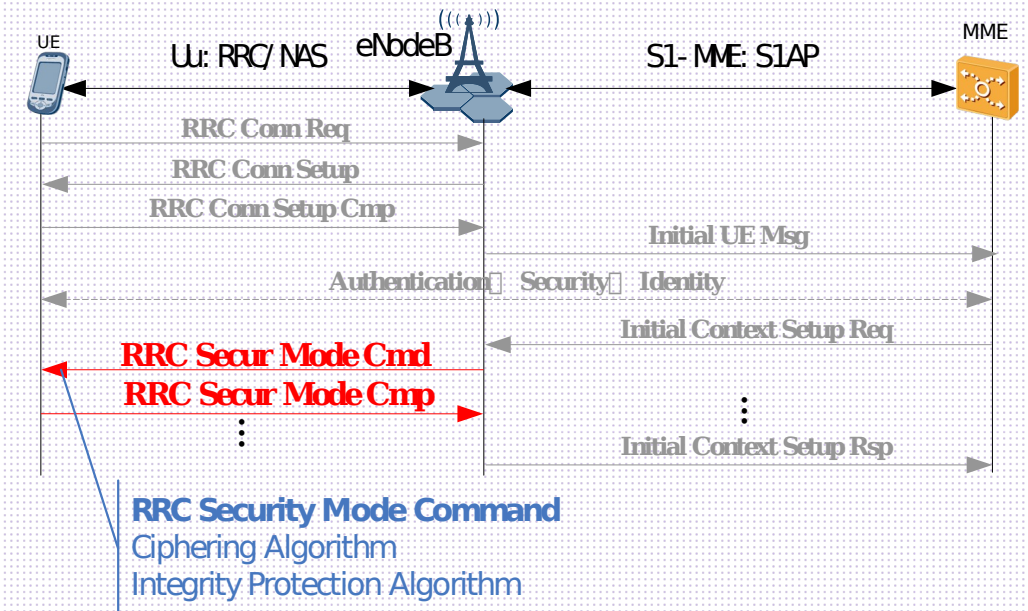 UE
Uu: RRC/NAS
eNodeB
S1-MME: S1AP
MME
RRC Conn Req
RRC Conn Setup
RRC Conn Setup Cmp
Initial UE Msg
Authentication Security Identity
Initial Context Setup Req
RRC Secur Mode Cmd
RRC Secur Mode Cmp
Initial Context Setup Rsp
RRC Security Mode Command
Ciphering Algorithm
Integrity Protection Algorithm